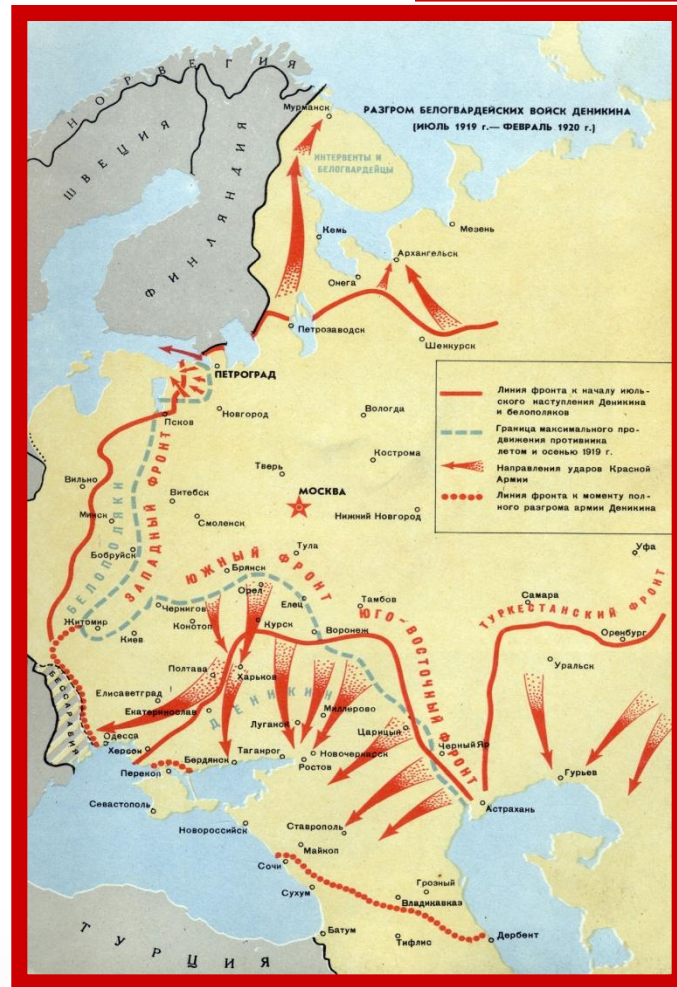 НОРВЕГИЯ
ШВЕЦИЯ
ФИНЛЯНДИЯ
Мурманск
РАЗГРОМ БЕЛОГВАРДЕЙСКИХ ВОЙСК ДЕНИКИНА
(ИЮЛЬ 1919 г.— ФЕВРАЛЬ 1920 г.)
ИНТЕРВЕНТЫ И
БЕЛОГВАРДЕЙЦЫ
Кемь
Мезень
Архангельск
Онега
Петрозаводск
Шенкурск
ПЕТРОГРАД
Псков
Новгород
Вологда
Кострома
Тверь
Вильно
Витебск
МОСКВА
Минск
Смоленск
Нижний Новгород
Бобруйск
БЕЛОПОЛЯКИ
ЗАПАДНЫЙ ФРОНТ
Линия фронта к началу июль-
ского наступления Деникина
и белополяков
Граница максимального про-
движения противника
летом и осенью 1919 г.
Направления ударов Красной
Армии
Линия фронта к моменту пол-
ного разгрома армии Деникина
Тула
Уфа
ЮЖНЫЙ ФРОНТ
Брянск
Орел
Елец
Тамбов
Самара
ТУРКЕСТАНСКИЙ ФРОНТ
Оренбург
Житомир
Чернигов
Конотоп
Киев
Курск
Воронеж
ЮГО-ВОСТОЧНЫЙ ФРОНТ
Уральск
БЕССАРАБИЯ
Полтава
Харьков
Елисаветград
Екатеринослав
ДЕНИКИН
Миллерово
Луганск
Царицын
Черный Яр
Одесса
Херсон
Бердянск
Таганрог
Новочеркасск
Ростов
Перекоп
Гурьев
Астрахань
Севастополь
Новороссийск
Ставрополь
Майкоп
Сочи
Грозный
Сухум
Владикавказ
Батум
Тифлис
Дербент
ТУРЦИЯ